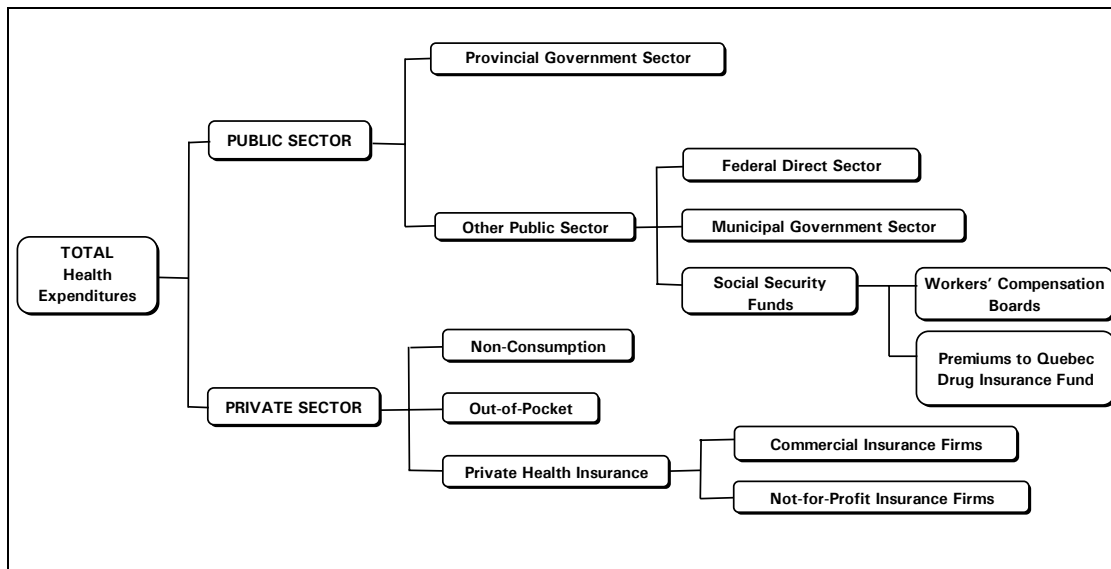 Provincial Government Sector
PUBLIC SECTOR
Federal Direct Sector
Other Public Sector
Municipal Government Sector
TOTAL
Health
Expenditures
Social Security
Funds
Workers’ Compensation
Boards
Premiums to Quebec
Drug Insurance Fund
Non-Consumption
PRIVATE SECTOR
Out-of-Pocket
Private Health Insurance
Commercial Insurance Firms
Not-for-Profit Insurance Firms